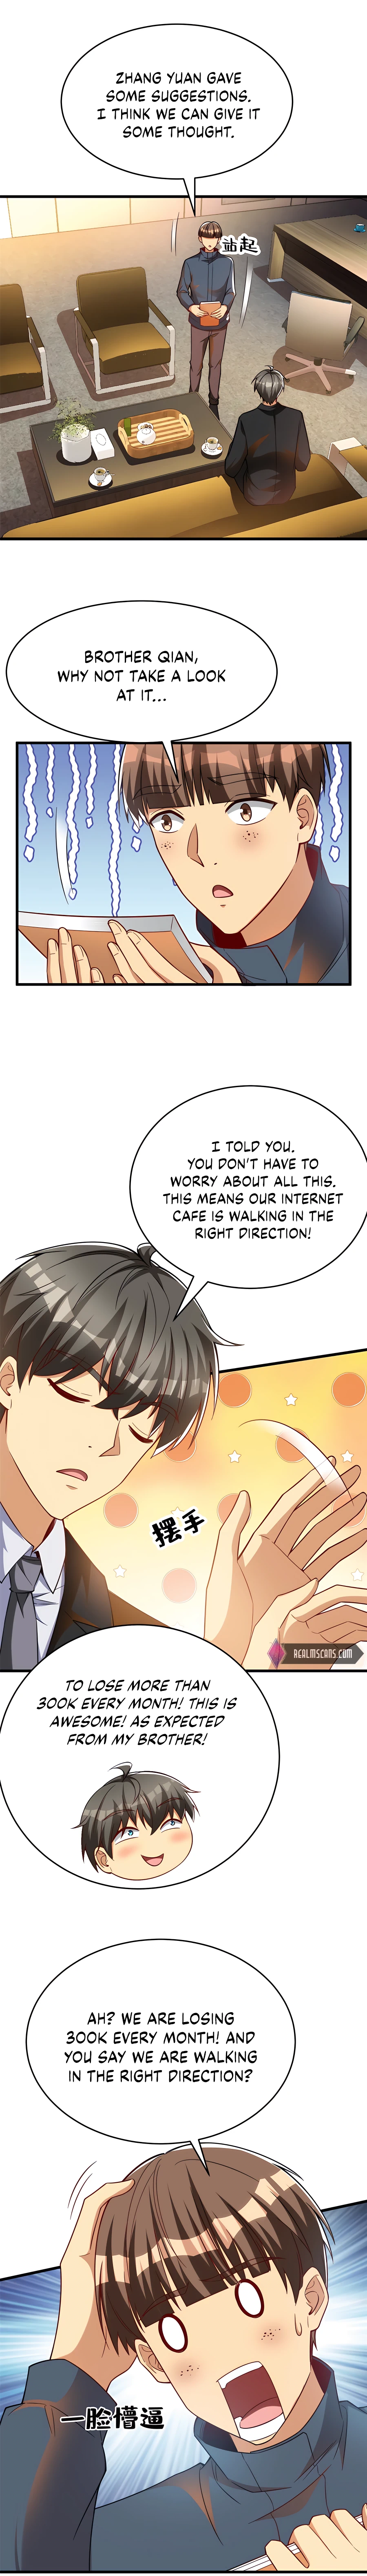 ZHANG YUAN GAVE
SOME SUGGESTIONS.
I THINK WE CAN GIVE IT
SOME THOUGHT.
站起
BROTHER QIAN,
WHY NOT TAKE A LOOK
AT IT...
I TOLD YOU.
YOU DON'T HAVE TO
WORRY ABOUT ALL THIS.
THIS MEANS OUR INTERNET
CAFE IS WALKING IN THE
RIGHT DIRECTION!
摆手
REALMSCANS.COM
TO LOSE MORE THAN
300K EVERY MONTH! THIS IS
AWESOME! AS EXPECTED
FROM MY BROTHER!
AH? WE ARE LOSING
300K EVERY MONTH! AND
YOU SAY WE ARE WALKING
IN THE RIGHT DIRECTION?
一脸懵逼